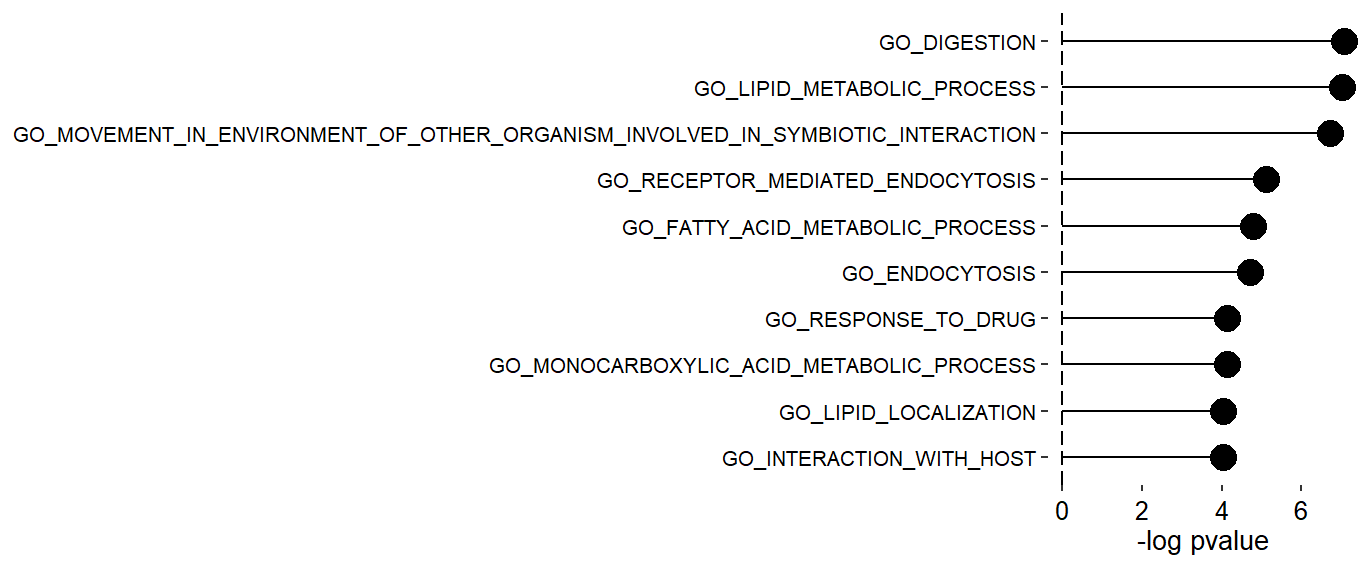 GO_DIGESTION
GO_LIPID_METABOLIC_PROCESS
GO_MOVEMENT_IN_ENVIRONMENT_OF_OTHER_ORGANISM_INVOLVED_IN_SYMBIOTIC_INTERACTION
GO_RECEPTOR_MEDIATED_ENDOCYTOSIS
GO_FATTY_ACID_METABOLIC_PROCESS
GO_ENDOCYTOSIS
GO_RESPONSE_TO_DRUG
GO_MONOCARBOXYLIC_ACID_METABOLIC_PROCESS
GO_LIPID_LOCALIZATION
GO_INTERACTION_WITH_HOST
0 2 4 6
-log pvalue